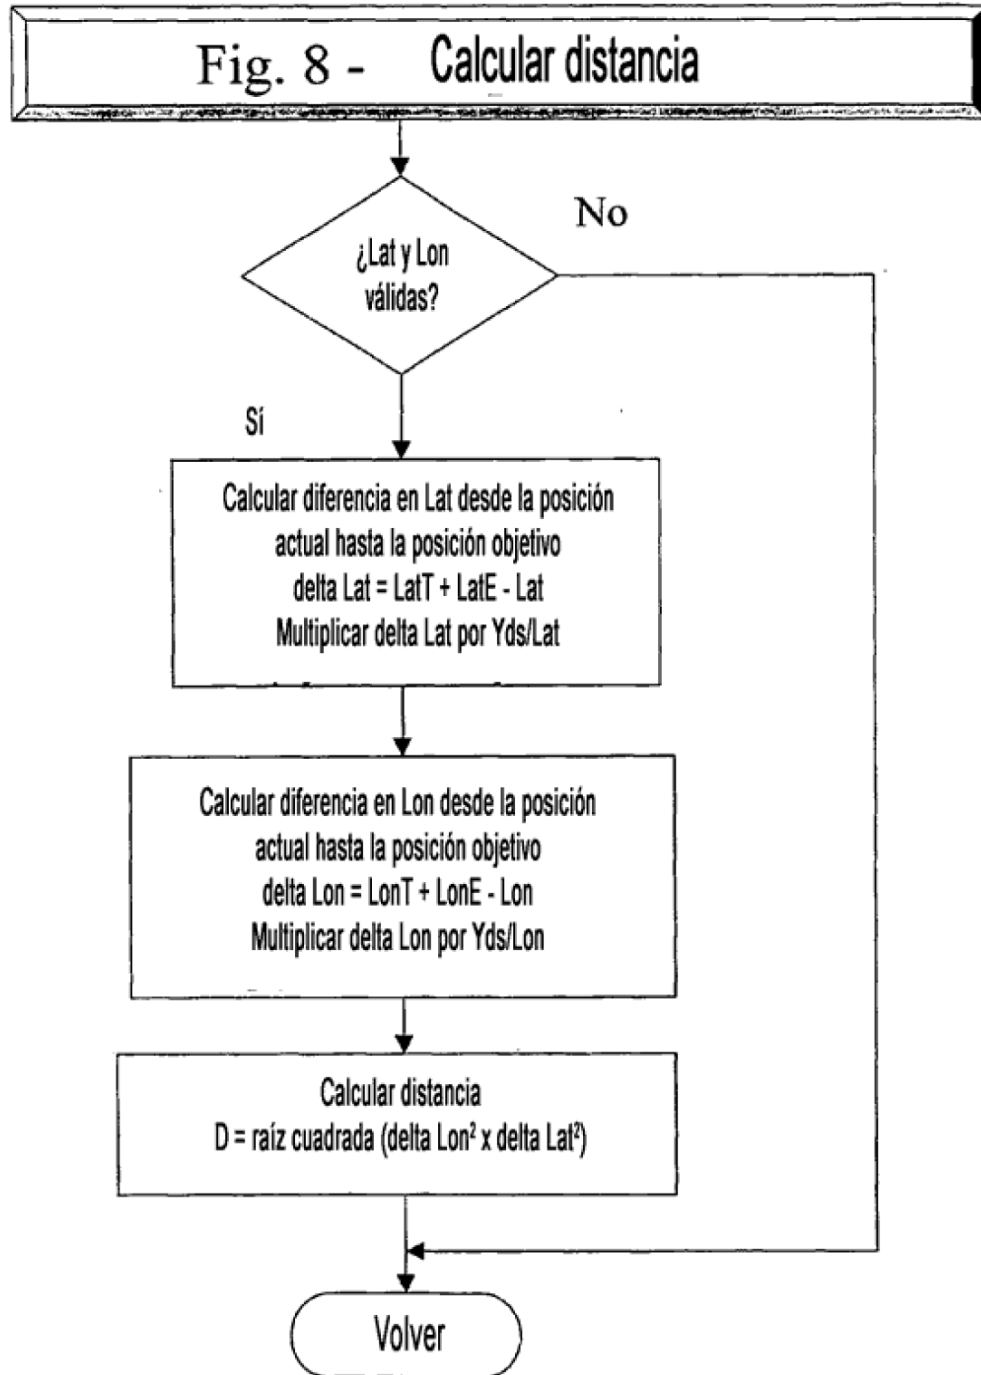 Fig. 8 - Calcular distancia
No
¿Lat y Lon
válidas?
Sí
Calcular diferencia en Lat desde la posición
actual hasta la posición objetivo
delta Lat = LatT + LatE - Lat
Multiplicar delta Lat por Yds/Lat
Calcular diferencia en Lon desde la posición
actual hasta la posición objetivo
delta Lon = LonT + LonE - Lon
Multiplicar delta Lon por Yds/Lon
Calcular distancia
D = raíz cuadrada (delta Lon² x delta Lat²)
Volver